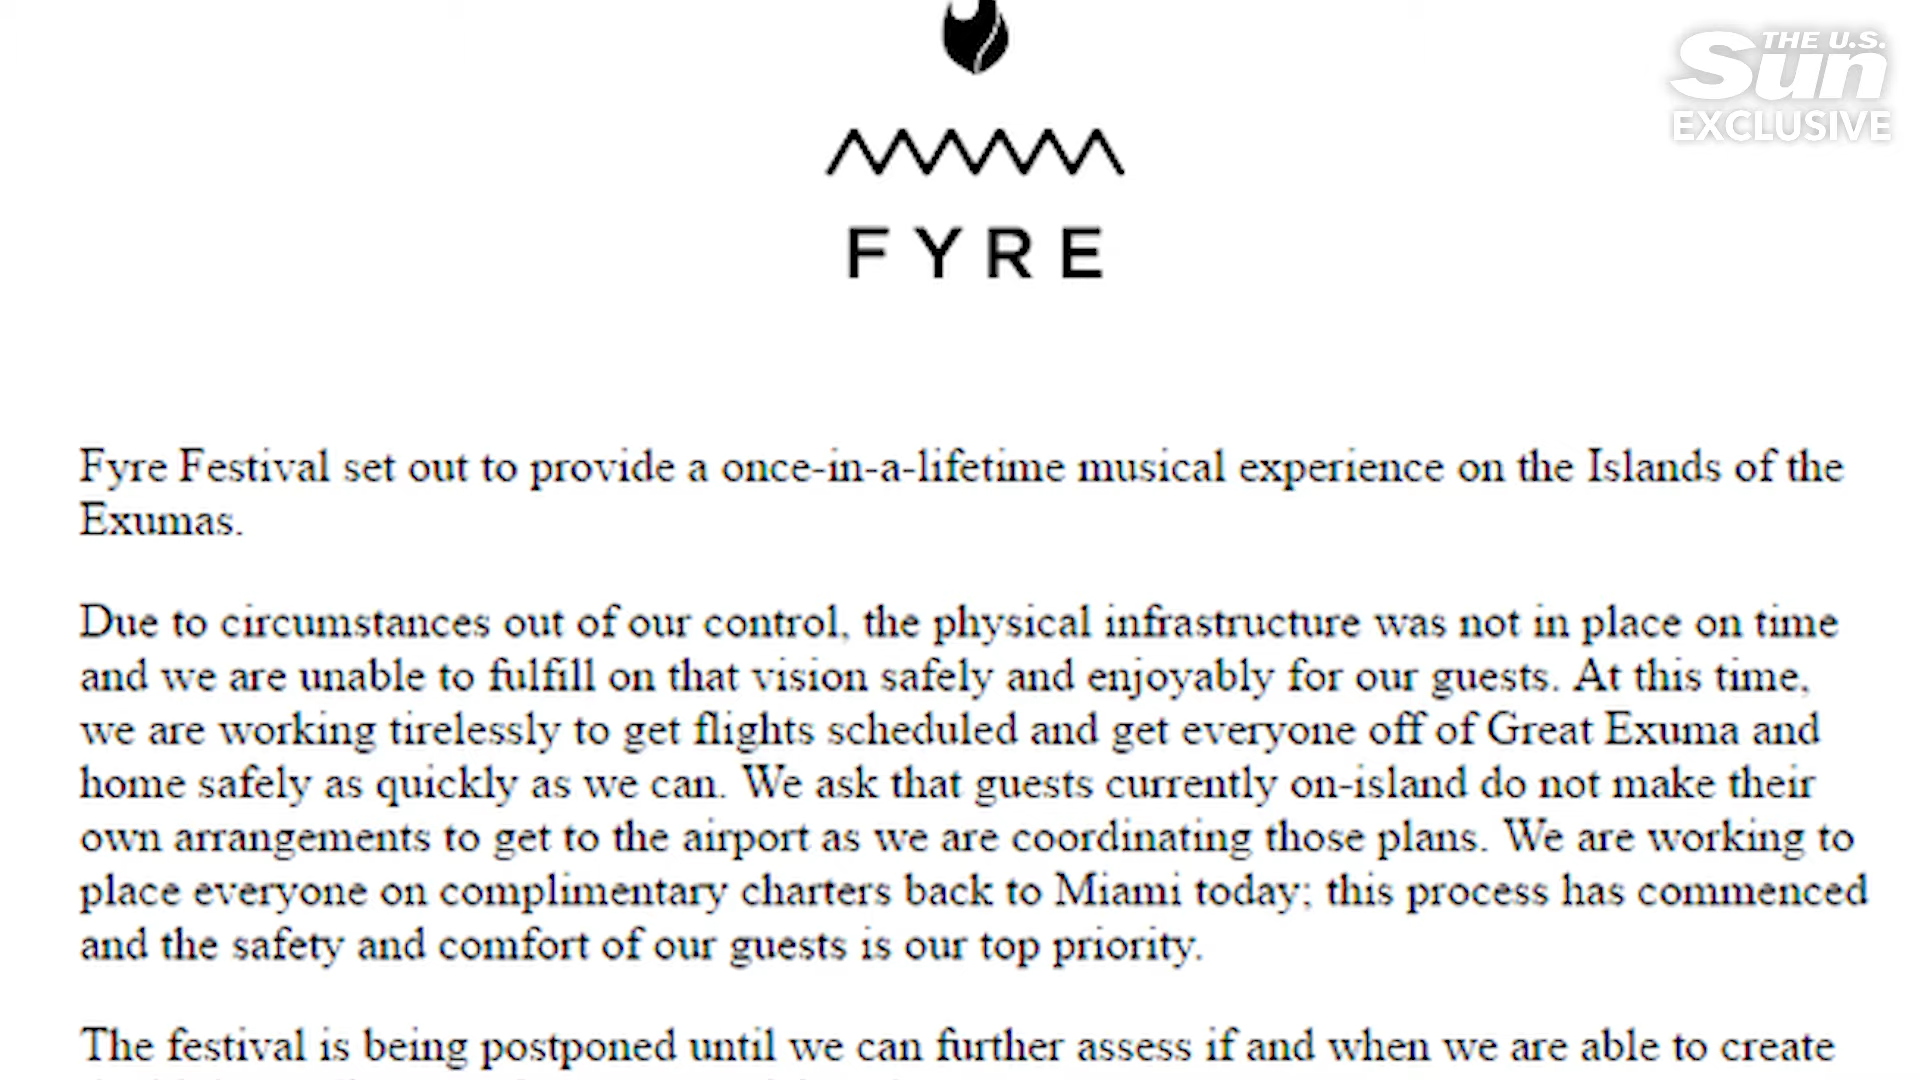 THE U.S.
Sun
EXCLUSIVE
FYRE
Fyre Festival set out to provide a once-in-a-lifetime musical experience on the Islands of the
Exumas.
Due to circumstances out of our control, the physical infrastructure was not in place on time
and we are unable to fulfill on that vision safely and enjoyably for our guests. At this time,
we are working tirelessly to get flights scheduled and get everyone off of Great Exuma and
home safely as quickly as we can. We ask that guests currently on-island do not make their
own arrangements to get to the airport as we are coordinating those plans. We are working to
place everyone on complimentary charters back to Miami today; this process has commenced
and the safety and comfort of our guests is our top priority.
The festival is being postponed until we can further assess if and when we are able to create